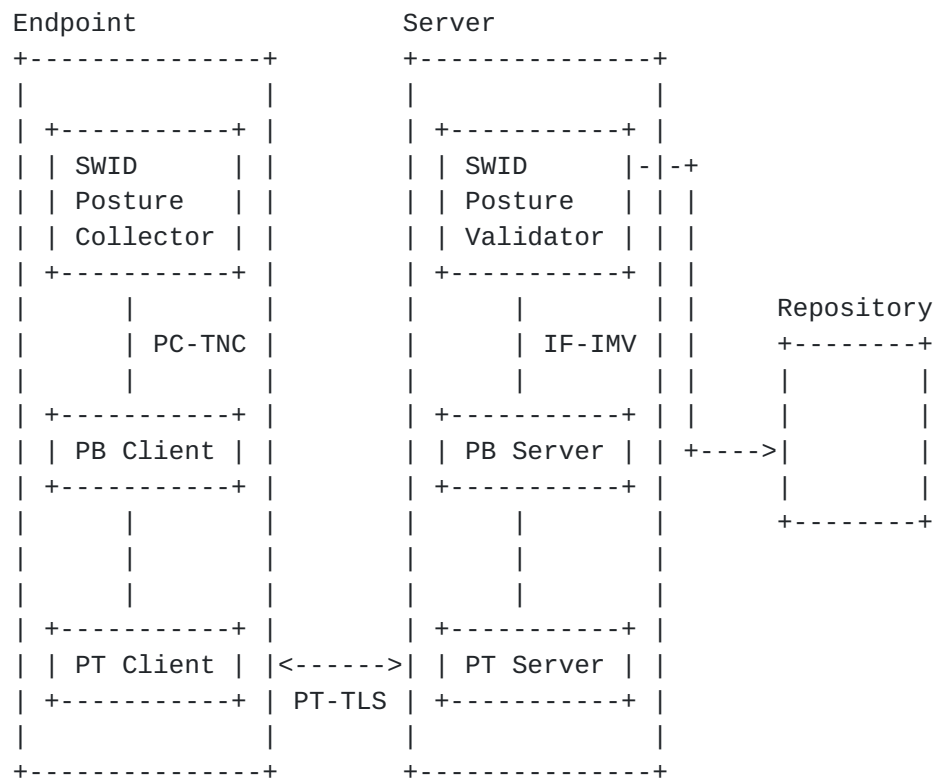 Endpoint Server
SWID SWID
Posture Posture
Collector Validator
Repository
PC-TNC IF-IMV
PB Client PB Server
PT Client PT Server
PT-TLS